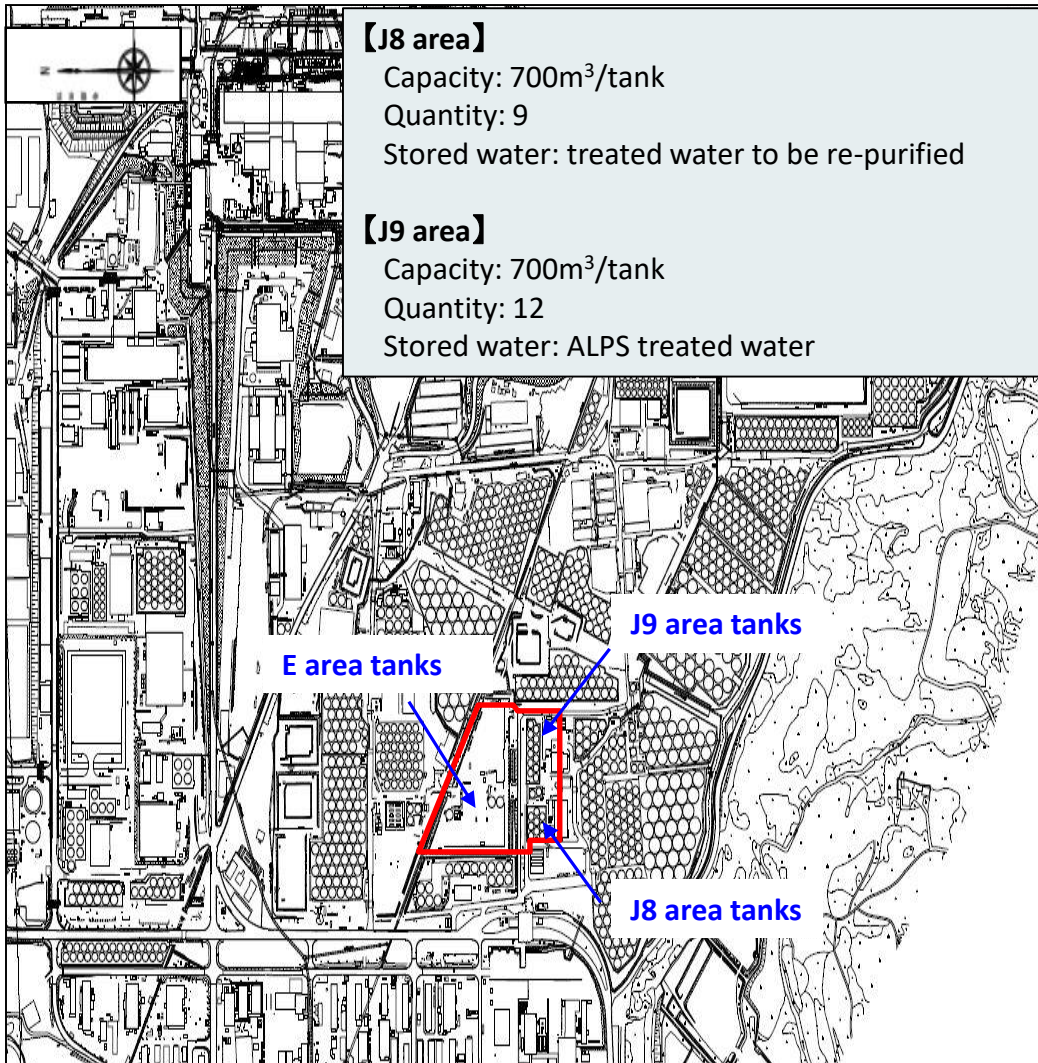 N
【J8 area】
Capacity: 700m³/tank
Quantity: 9
Stored water: treated water to be re-purified
【J9 area】
Capacity: 700m³/tank
Quantity: 12
Stored water: ALPS treated water
J9 area tanks
E area tanks
J8 area tanks